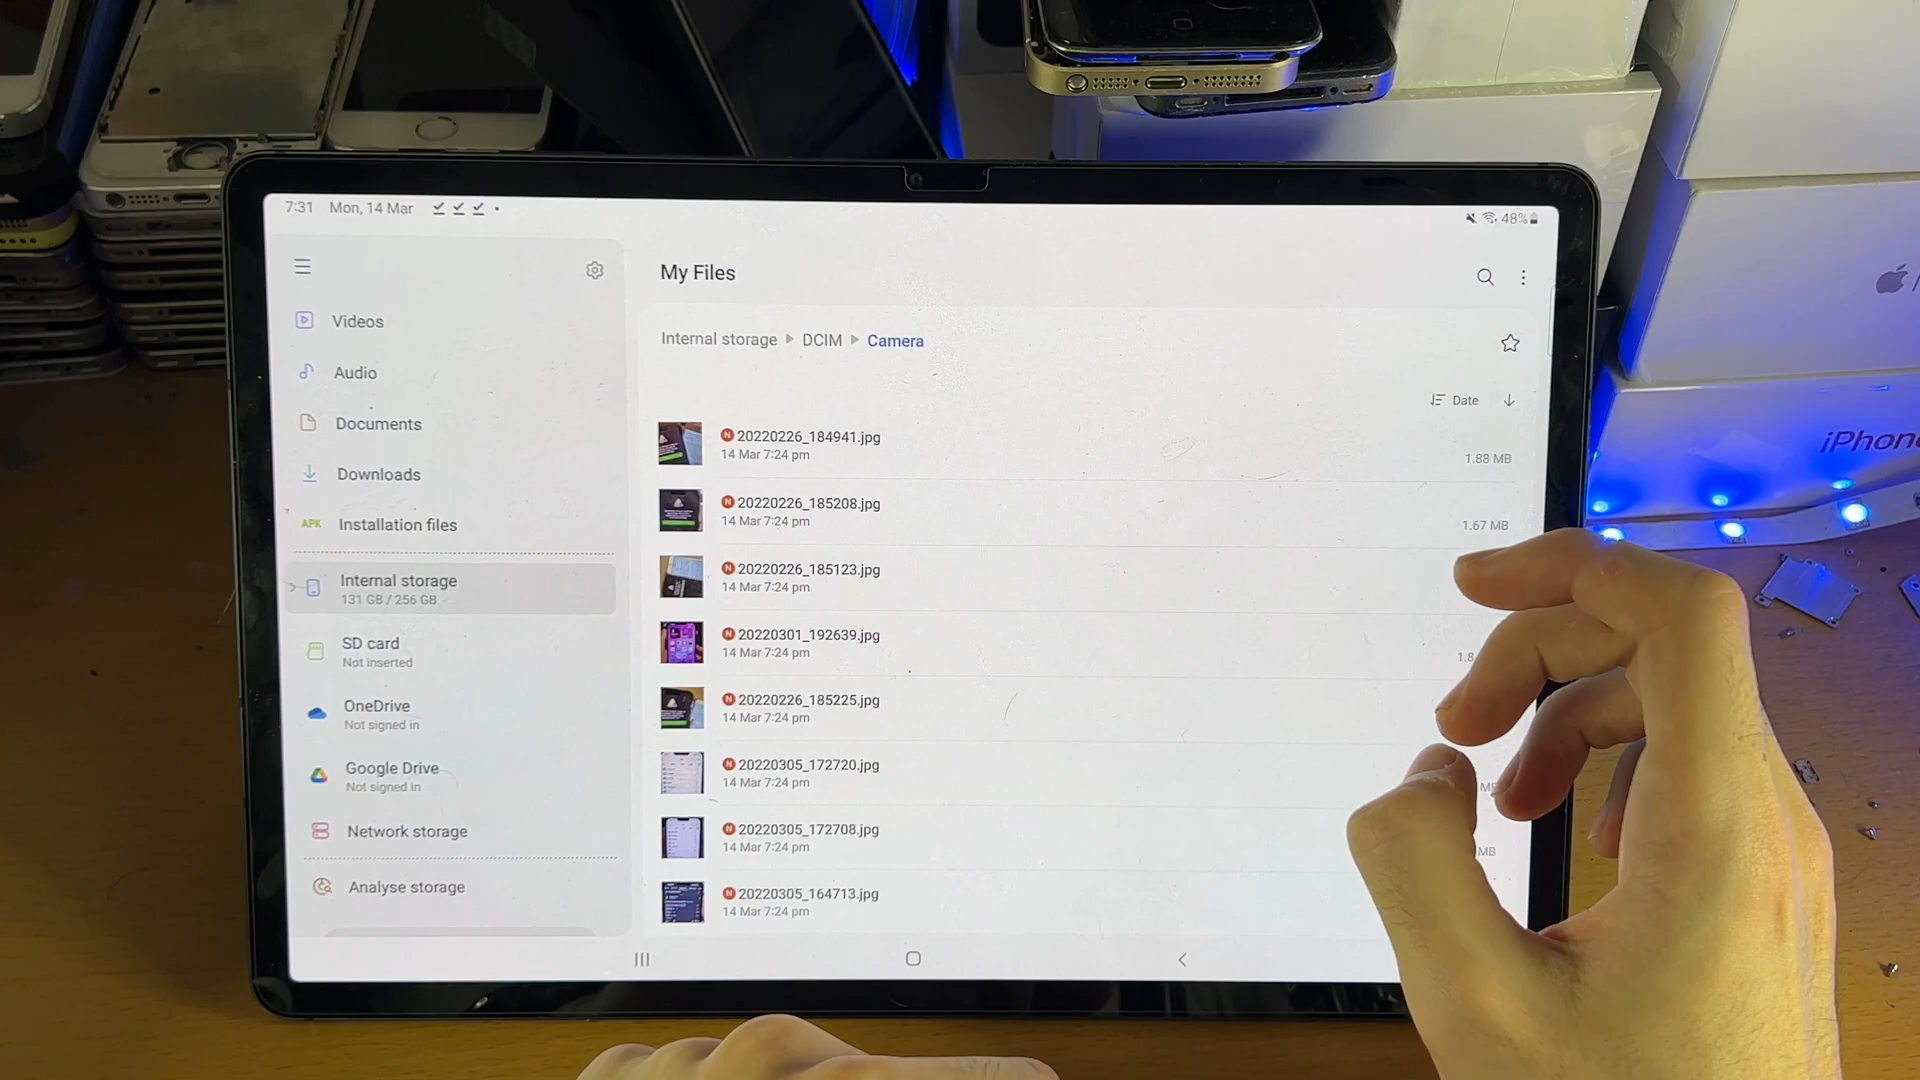 7:31 Mon, 14 Mar
48%
My Files
Videos
Audio
Documents
Downloads
APK Installation files
Internal storage
131 GB / 256 GB
SD card
Not inserted
OneDrive
Not signed in
Google Drive
Not signed in
Network storage
Analyse storage
Internal storage DCIM Camera
Date
N 20220226_184941.jpg
14 Mar 7:24 pm
1.88 MB
N 20220226_185208.jpg
14 Mar 7:24 pm
1.67 MB
N 20220226_185123.jpg
14 Mar 7:24 pm
N 20220301_192639.jpg
14 Mar 7:24 pm
1.8
N 20220226_185225.jpg
14 Mar 7:24 pm
N 20220305_172720.jpg
14 Mar 7:24 pm
N 20220305_172708.jpg
14 Mar 7:24 pm
MB
N 20220305_164713.jpg
14 Mar 7:24 pm
iPhone